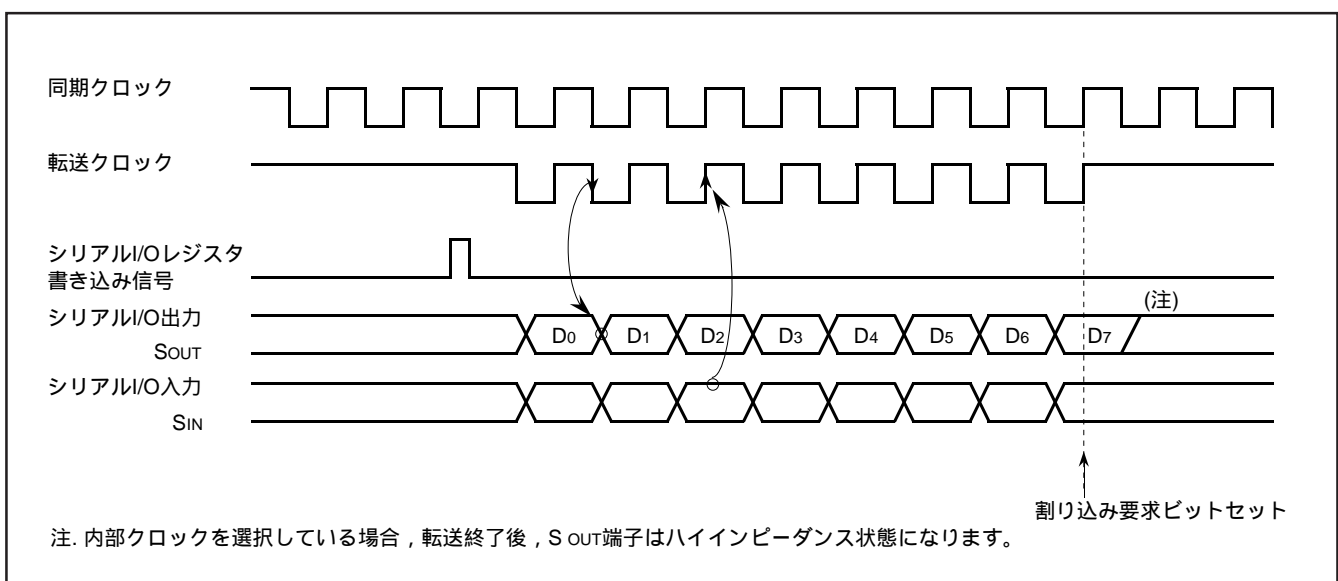 同期クロック
転送クロック
シリアルI/Oレジスタ
書き込み信号
シリアルI/O出力
SOUT
(注)
D0 D1 D2 D3 D4 D5 D6 D7
シリアルI/O入力
SIN
割り込み要求ビットセット
注. 内部クロックを選択している場合，転送終了後，S OUT端子はハイインピーダンス状態になります。